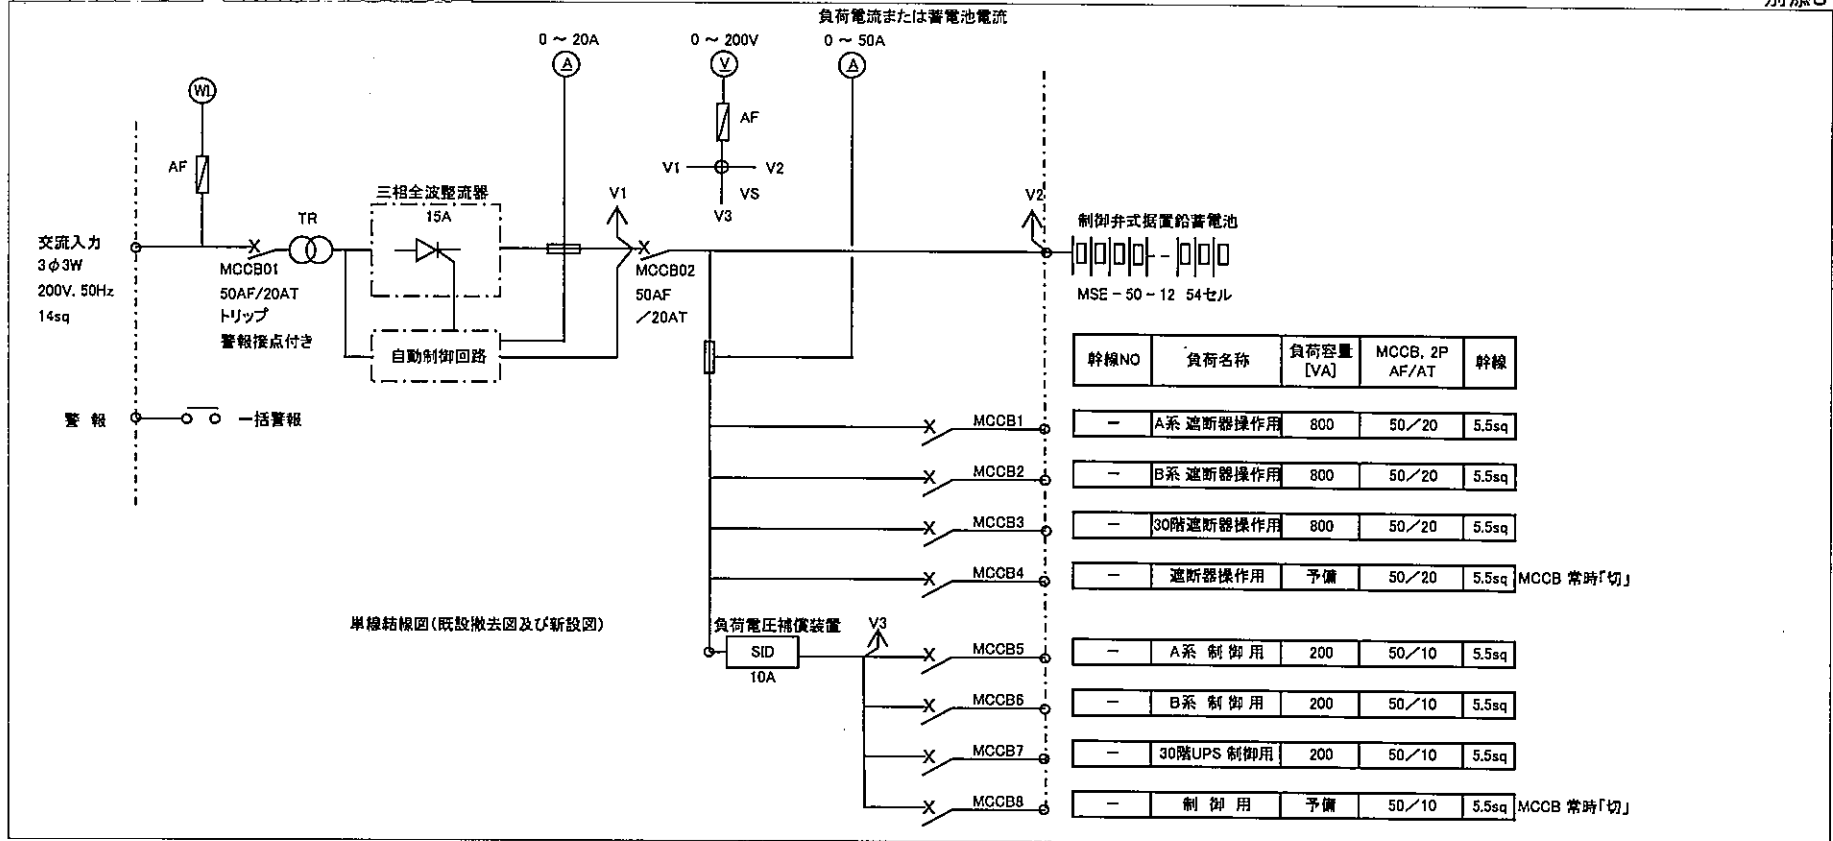 負荷電流または蓄電池電流
0 ～ 20A
0 ～ 200V
0 ～ 50A
A
V
A
WL
AF
AF
V1
V2
VS
V3
三相全波整流器
15A
V1
V2
制御弁式据置鉛蓄電池
MSE－50－12 54セル
交流入力
3φ3W
200V. 50Hz
14sq
TR
MCCB01
50AF/20AT
トリップ
警報接点付き
MCCB02
50AF
／20AT
自動制御回路
警 報
一括警報
幹線NO 負荷名称 負荷容量 [VA] MCCB, 2P AF/AT 幹線
MCCB1 － A系 遮断器操作用 800 50／20 5.5sq
MCCB2 － B系 遮断器操作用 800 50／20 5.5sq
MCCB3 － 30階遮断器操作用 800 50／20 5.5sq
MCCB4 － 遮断器操作用 予備 50／20 5.5sq MCCB 常時「切」
単線結線図(既設撤去図及び新設図)
負荷電圧補償装置
V3
SID
10A
MCCB5 － A系 制 御 用 200 50／10 5.5sq
MCCB6 － B系 制 御 用 200 50／10 5.5sq
MCCB7 － 30階UPS 制御用 200 50／10 5.5sq
MCCB8 － 制 御 用 予備 50／10 5.5sq MCCB 常時「切」